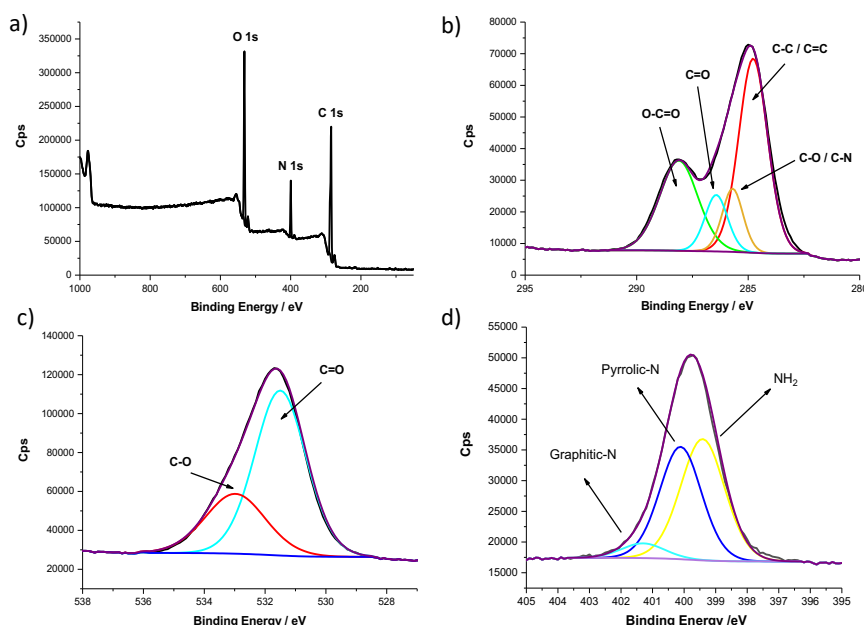 a)
O 1s
N 1s
C 1s
350000
300000
250000
200000
150000
100000
50000
0
Cps
1000
800
600
400
200
Binding Energy / eV
b)
C-C / C=C
C=O
O-C=O
C-O / C-N
80000
70000
60000
50000
40000
30000
20000
10000
0
Cps
295
290
285
280
Binding Energy / eV
c)
C=O
C-O
140000
120000
100000
80000
60000
40000
20000
Cps
538
536
534
532
530
528
Binding Energy / eV
d)
Pyrrolic-N
NH2
Graphitic-N
55000
50000
45000
40000
35000
30000
25000
20000
15000
Cps
405
404
403
402
401
400
399
398
397
396
395
Binding Energy / eV